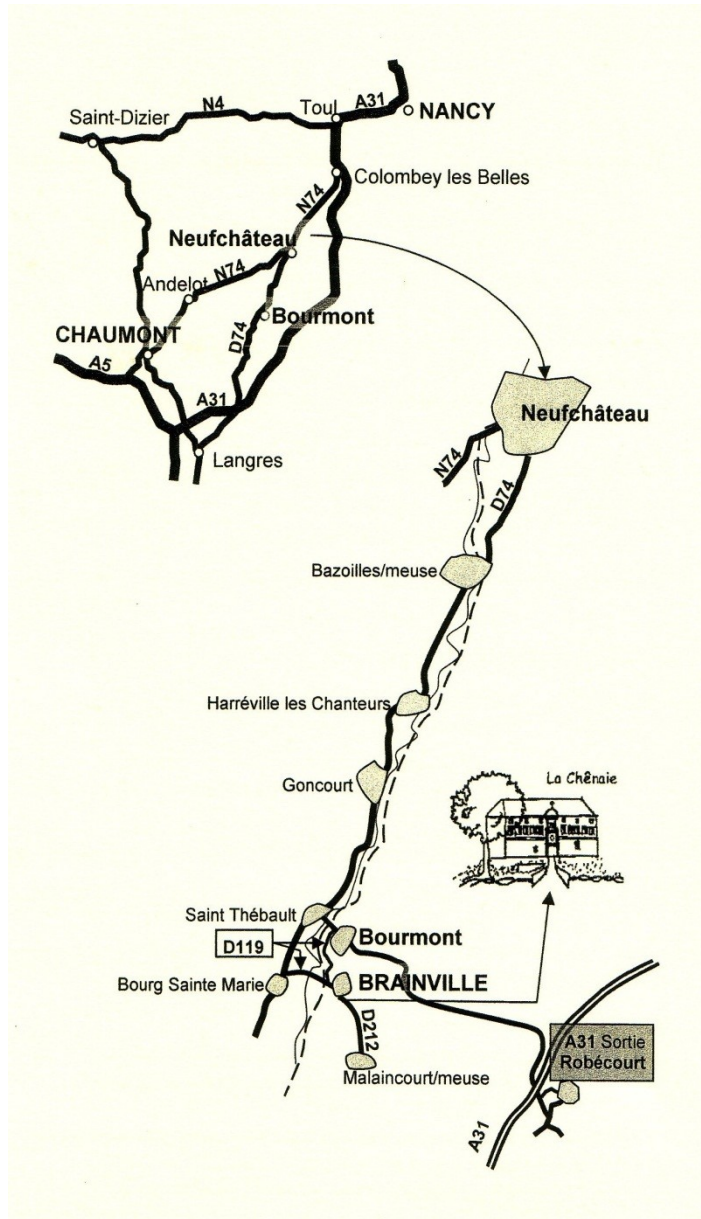 N4
Toul
A31
NANCY
Saint-Dizier
Colombey les Belles
N74
Neufchâteau
N74
Andelot
Bourmont
CHAUMONT
D74
A5
A31
Langres
Neufchâteau
N74
D74
Bazoilles/meuse
Harréville les Chanteurs
La Chênaie
Goncourt
Saint Thébault
Bourmont
D119
Bourg Sainte Marie
BRAINVILLE
D212
A31 Sortie
Robécourt
Malaincourt/meuse
A31